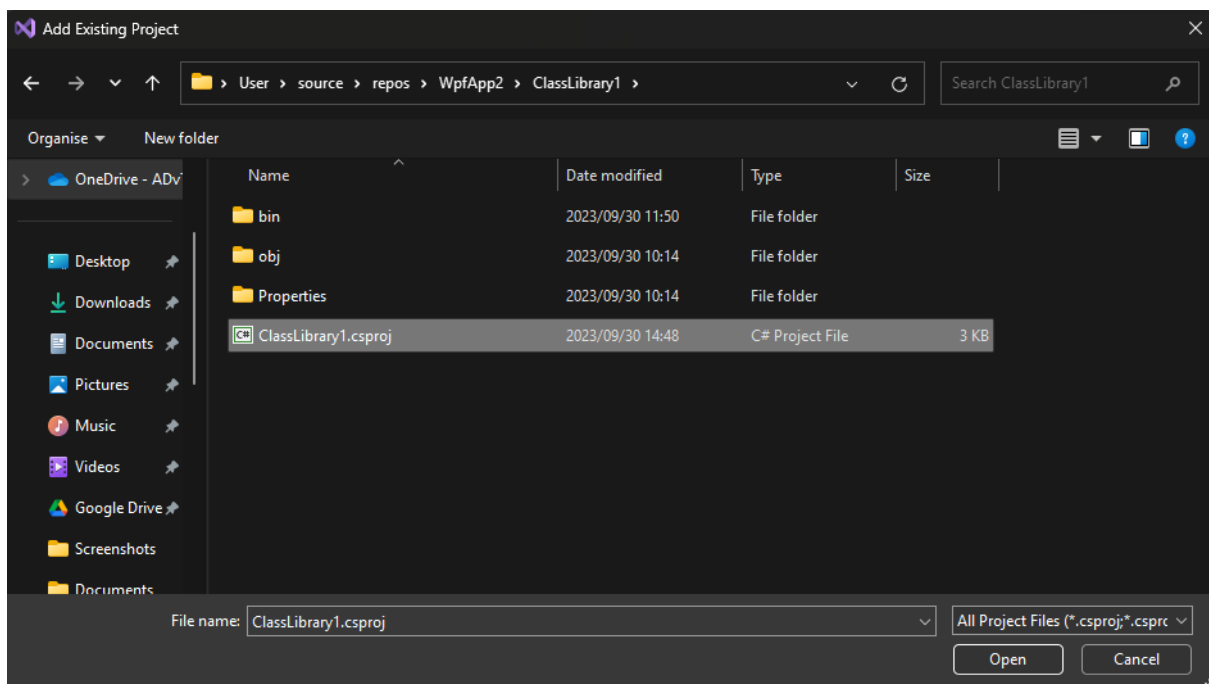 Add Existing Project
User > source > repos > WpfApp2 > ClassLibrary1 >
Search ClassLibrary1
Organise
New folder
OneDrive - ADv
Desktop
Downloads
Documents
Pictures
Music
Videos
Google Drive
Screenshots
Documents
Name Date modified Type Size
bin 2023/09/30 11:50 File folder
obj 2023/09/30 10:14 File folder
Properties 2023/09/30 10:14 File folder
C# ClassLibrary1.csproj 2023/09/30 14:48 C# Project File 3 KB
File name: ClassLibrary1.csproj
All Project Files (*.csproj;*.csprc
Open Cancel